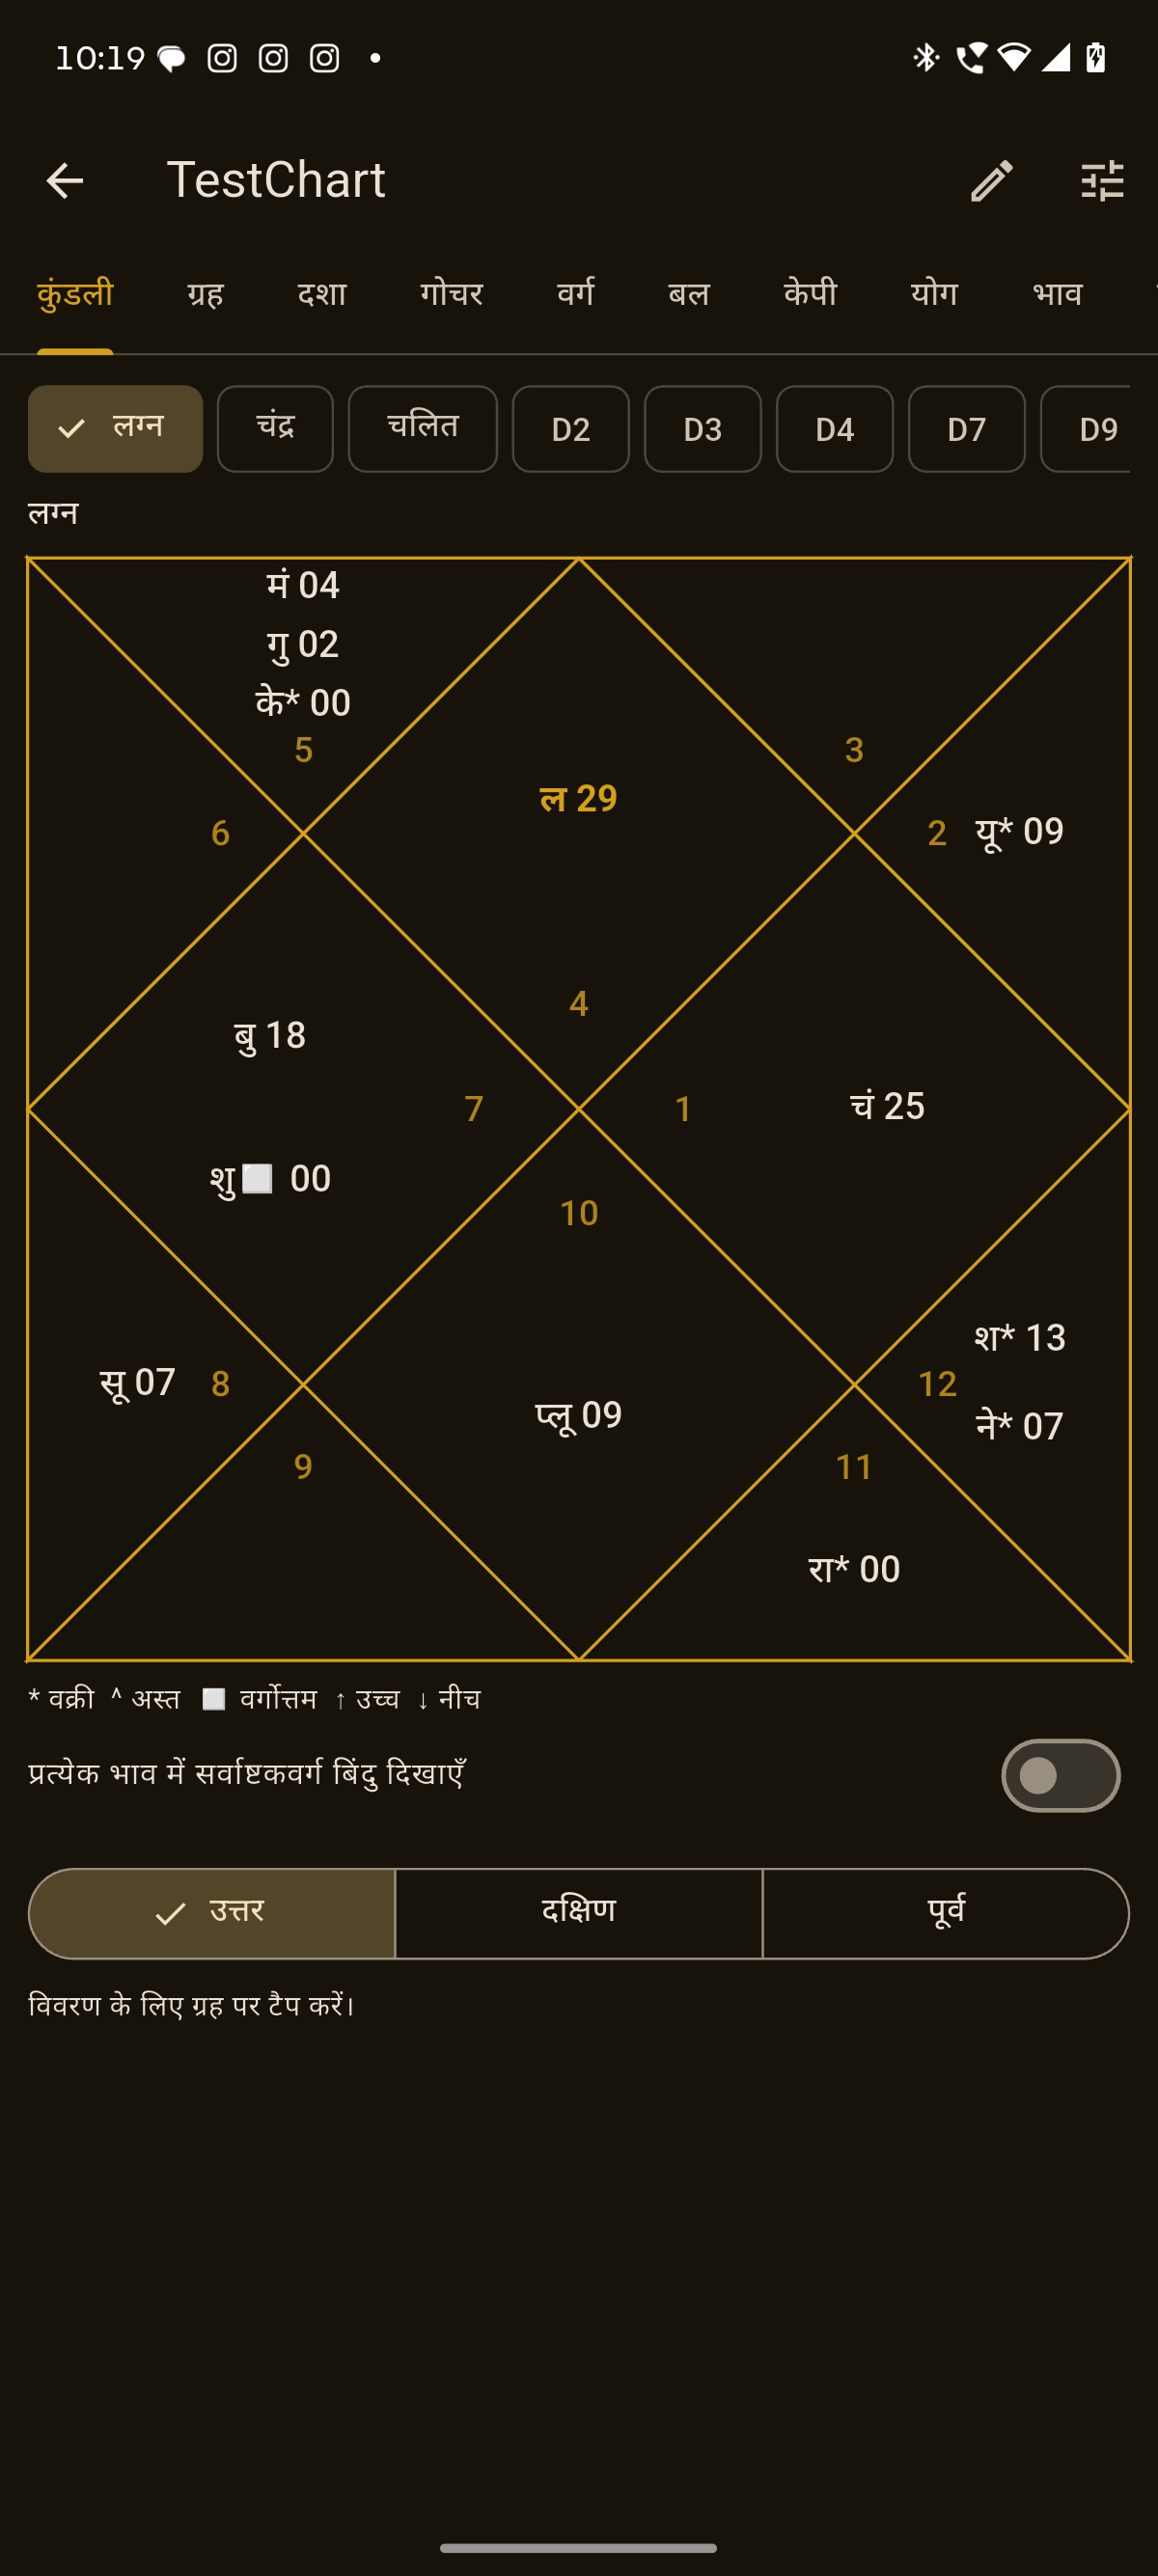 10:19
TestChart
कुंडली ग्रह दशा गोचर वर्ग बल केपी योग भाव
लग्न चंद्र चलित D2 D3 D4 D7 D9
लग्न
मं 04
गु 02
के* 00
5 3
ल 29
6 2 यू* 09
4
बु 18
7 1 चं 25
शु⬜ 00
10
श* 13
सू 07 8 12
प्लू 09 ने* 07
9 11
रा* 00
* वक्री ^ अस्त ⬜ वर्गोत्तम ↑ उच्च ↓ नीच
प्रत्येक भाव में सर्वाष्टकवर्ग बिंदु दिखाएँ
उत्तर दक्षिण पूर्व
विवरण के लिए ग्रह पर टैप करें।